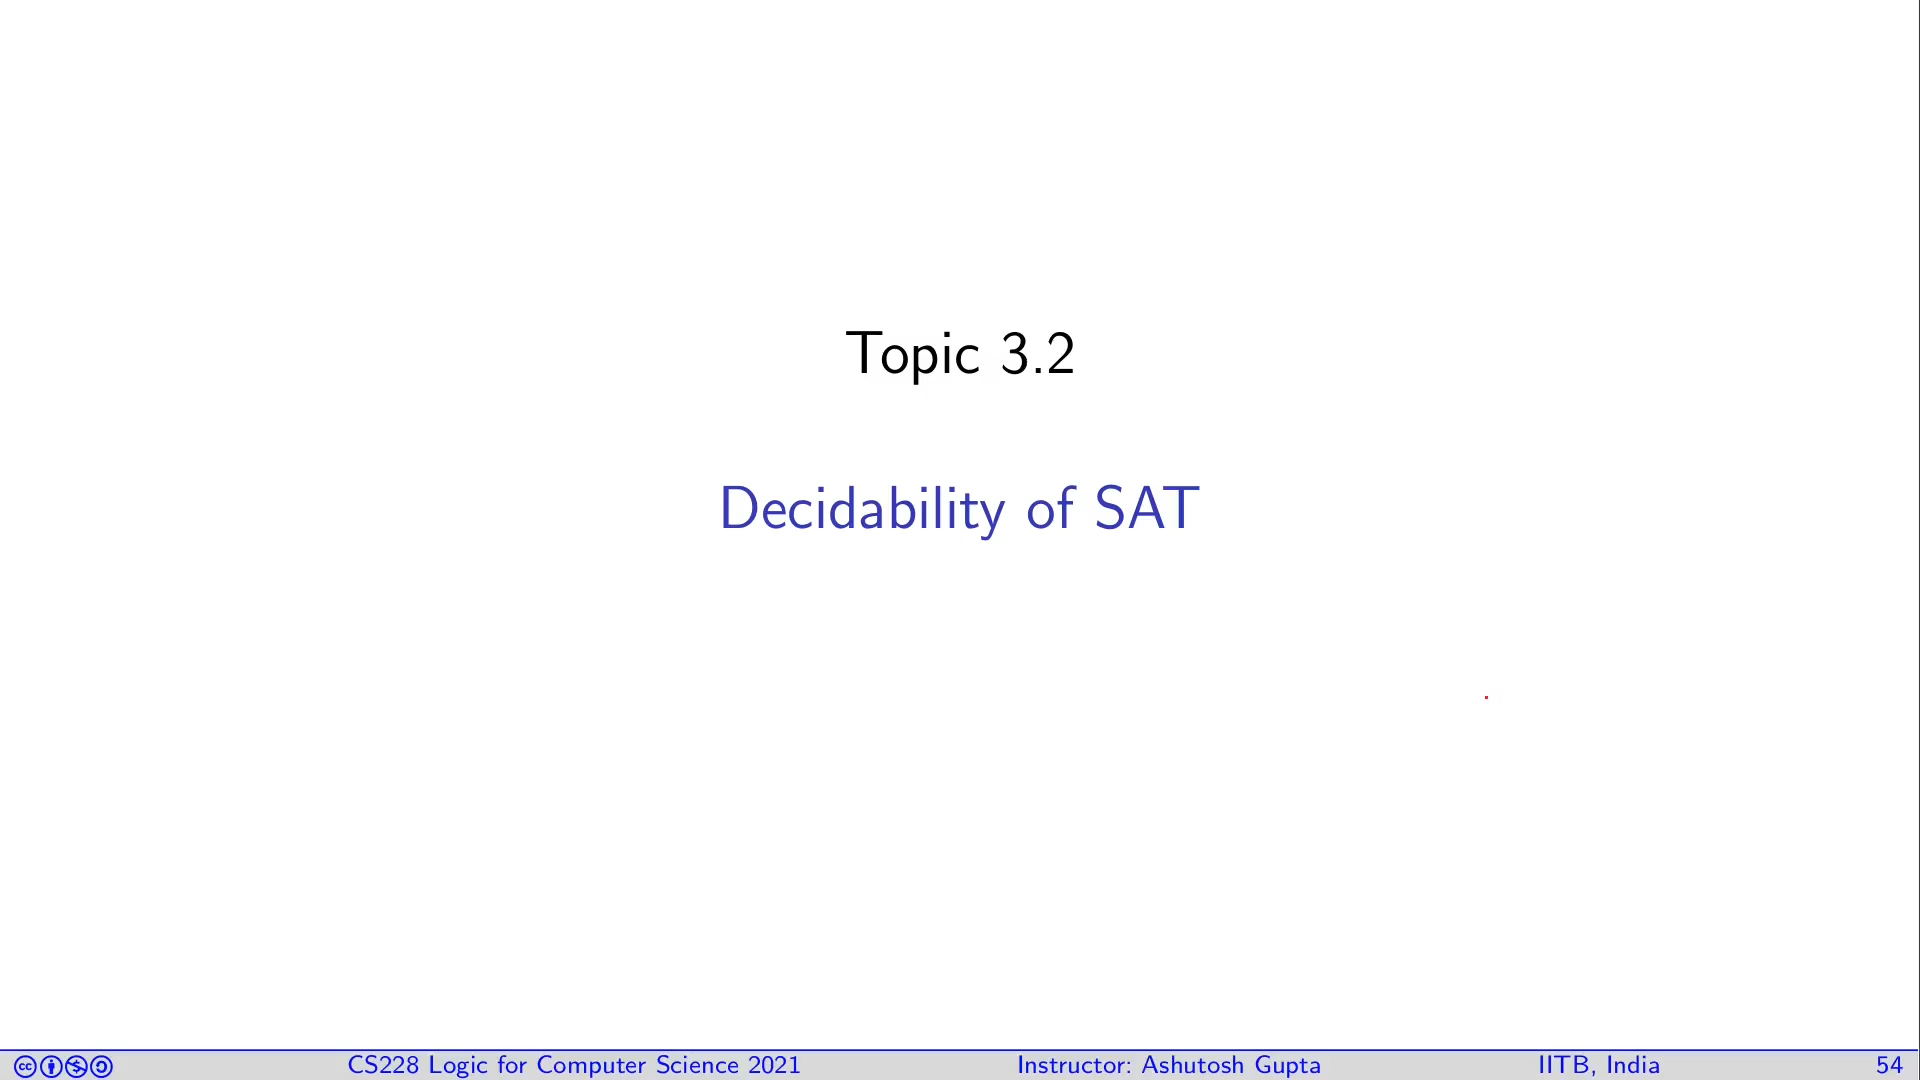 Topic 3.2
Decidability of SAT
CS228 Logic for Computer Science 2021 Instructor: Ashutosh Gupta IITB, India 54